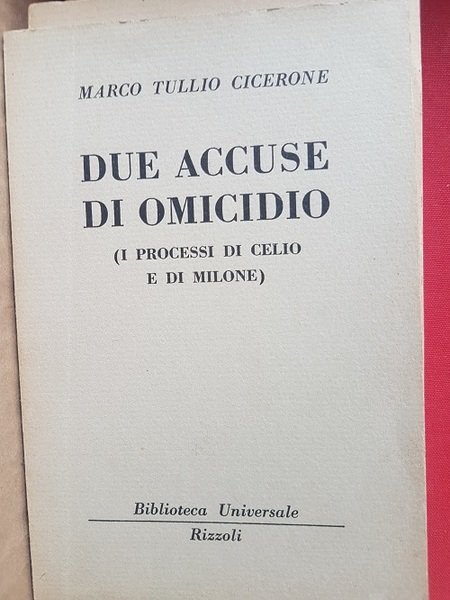 MARCO TULLIO CICERONE
DUE ACCUSE
DI OMICIDIO
(I PROCESSI DI CELIO
E DI MILONE)
Biblioteca Universale
Rizzoli